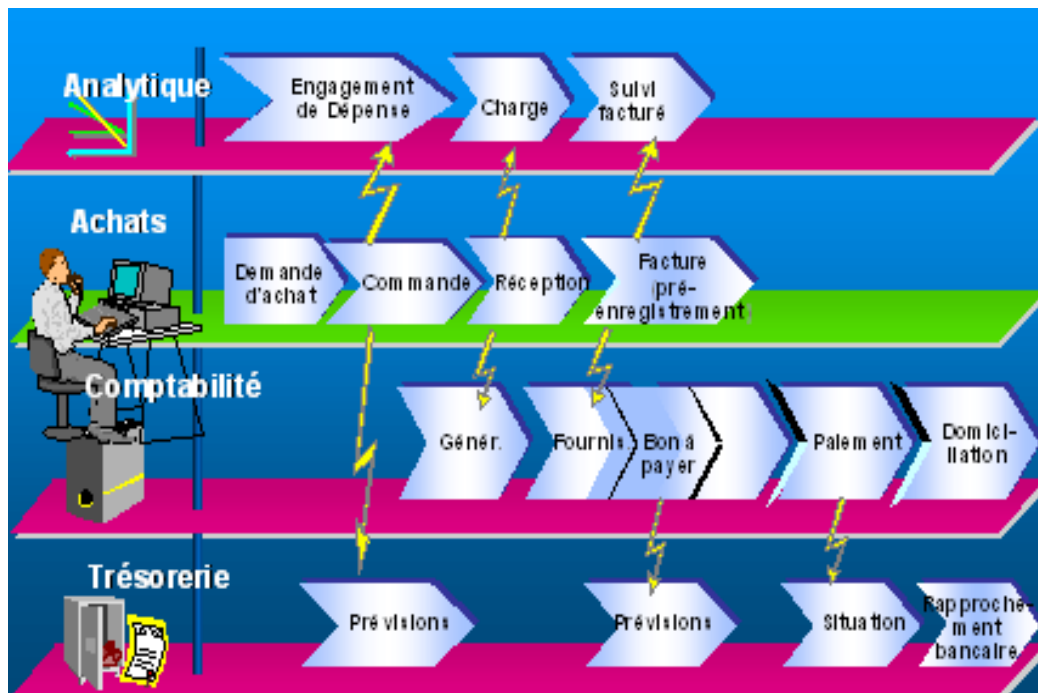 Analytique
Engagement
de Dépense
Charge
Suivi
facturé
Achats
Demande
d'achat
Commande
Réception
Facture
(pré-
enregistrement)
Comptabilité
Génér.
Fournis.
Bon à
payer
Paiement
Domici-
liation
Trésorerie
Prévisions
Prévisions
Situation
Rapproche-
ment
bancaire